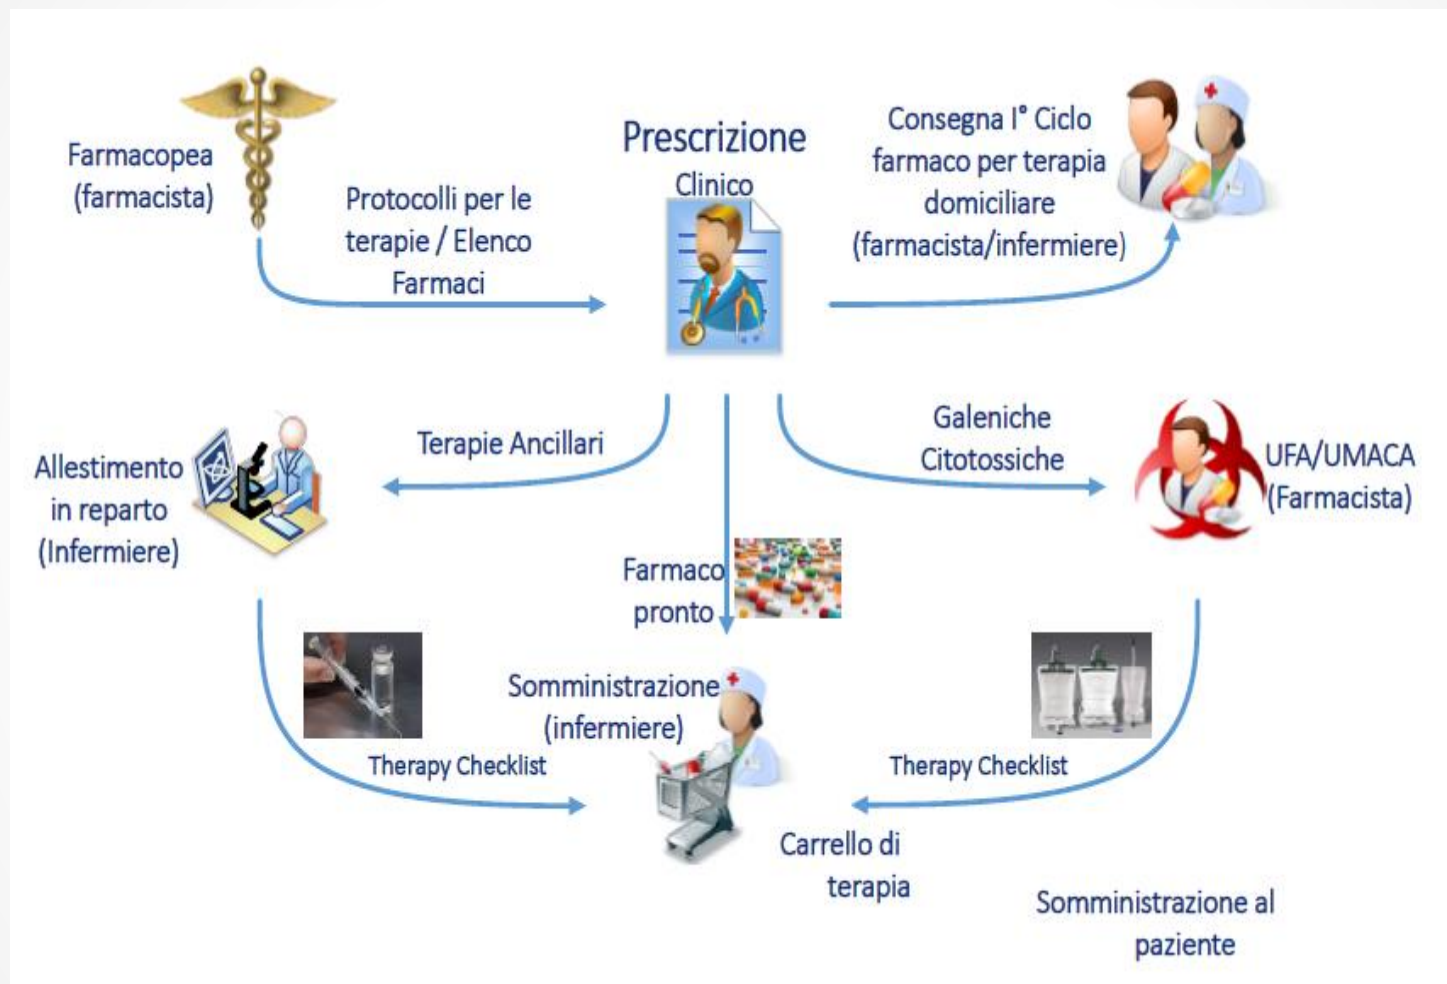 Farmacopea
(farmacista)
Protocolli per le
terapie / Elenco
Farmaci
Prescrizione
Clinico
Consegna I° Ciclo
farmaco per terapia
domiciliare
(farmacista/infermiere)
Allestimento
in reparto
(Infermiere)
Terapie Ancillari
Galeniche
Citotossiche
UFA/UMACA
(Farmacista)
Farmaco
pronto
Somministrazione
(infermiere)
Therapy Checklist
Therapy Checklist
Carrello di
terapia
Somministrazione al
paziente